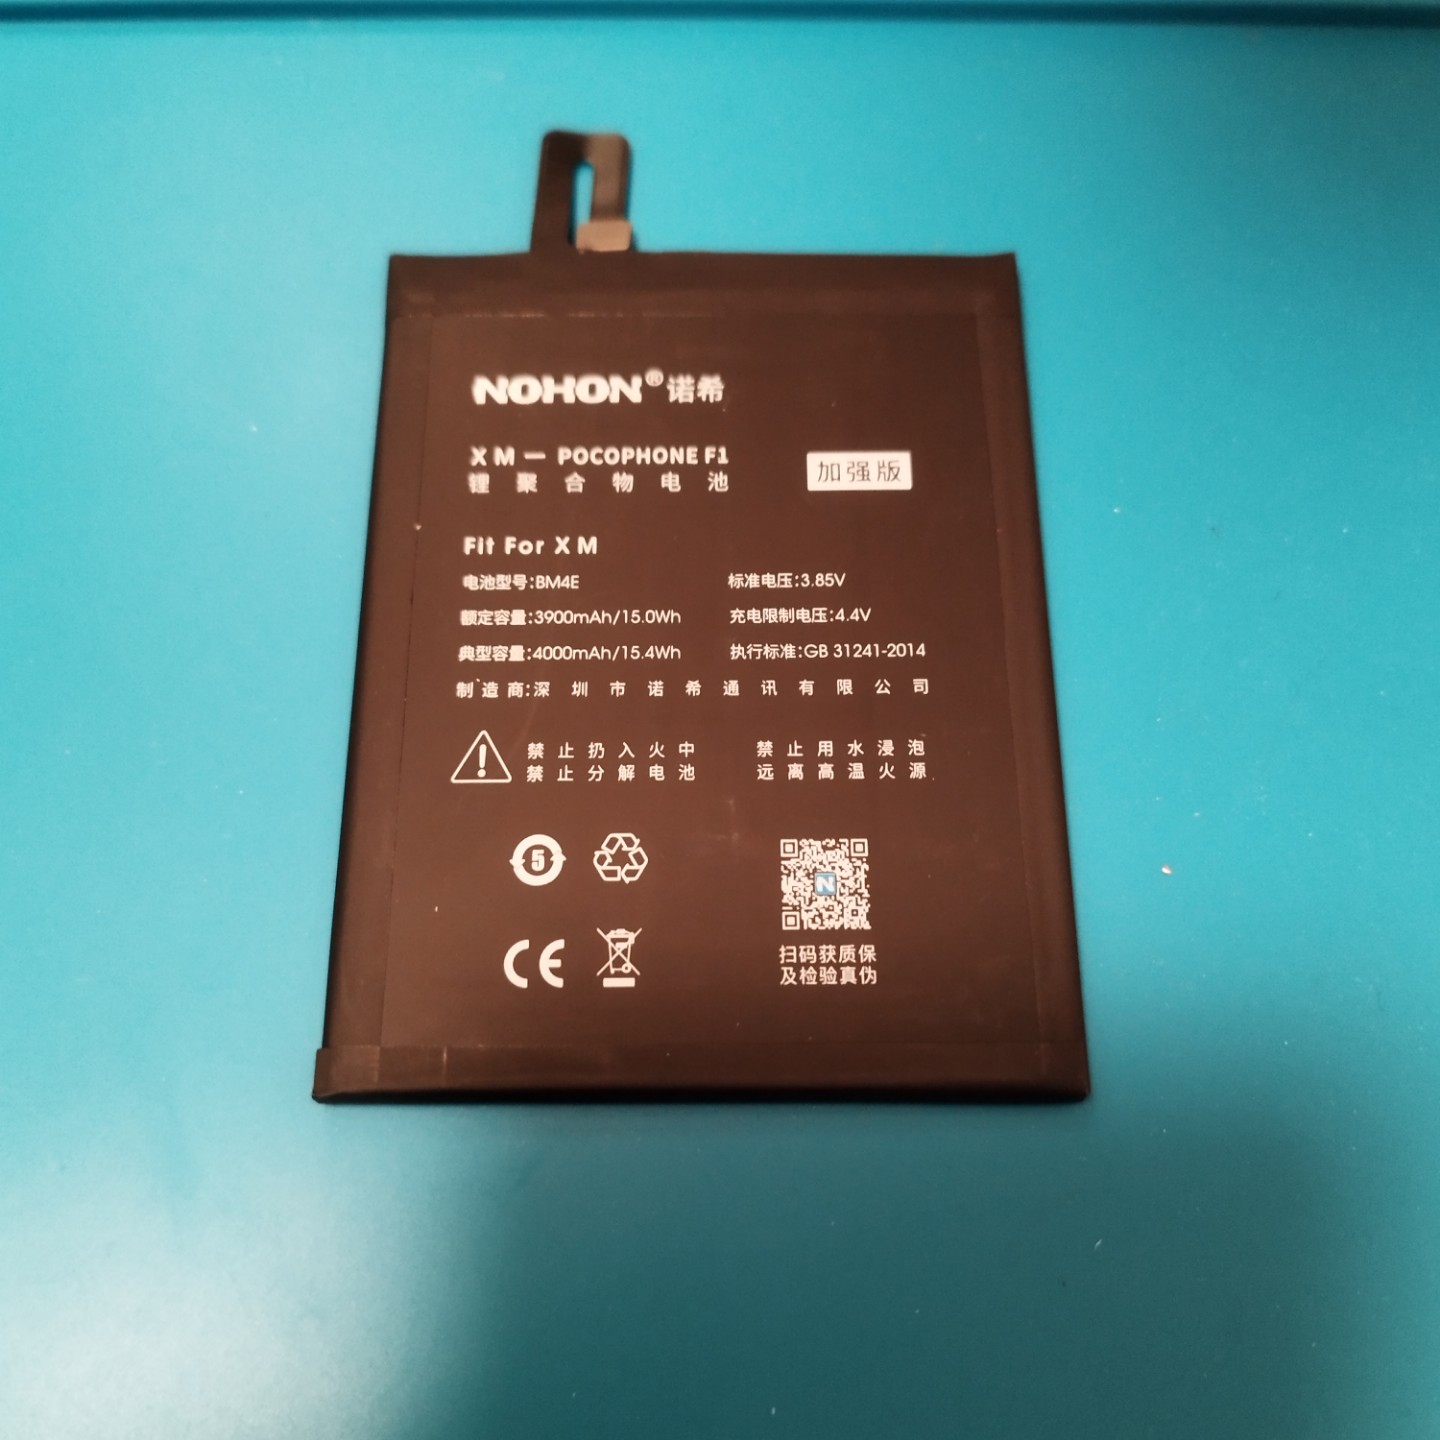 NOHON® 诺希
XM—POCOPHONE F1
锂聚合物电池
加强版
Fit For XM
电池型号:BM4E
标准电压:3.85V
额定容量:3900mAh/15.0Wh
充电限制电压:4.4V
典型容量:4000mAh/15.4Wh
执行标准:GB 31241-2014
制造商:深圳市诺希通讯有限公司
禁止扔入火中
禁止用水浸泡
禁止分解电池
远离高温火源
5
N
CE
扫码获质保
及检验真伪